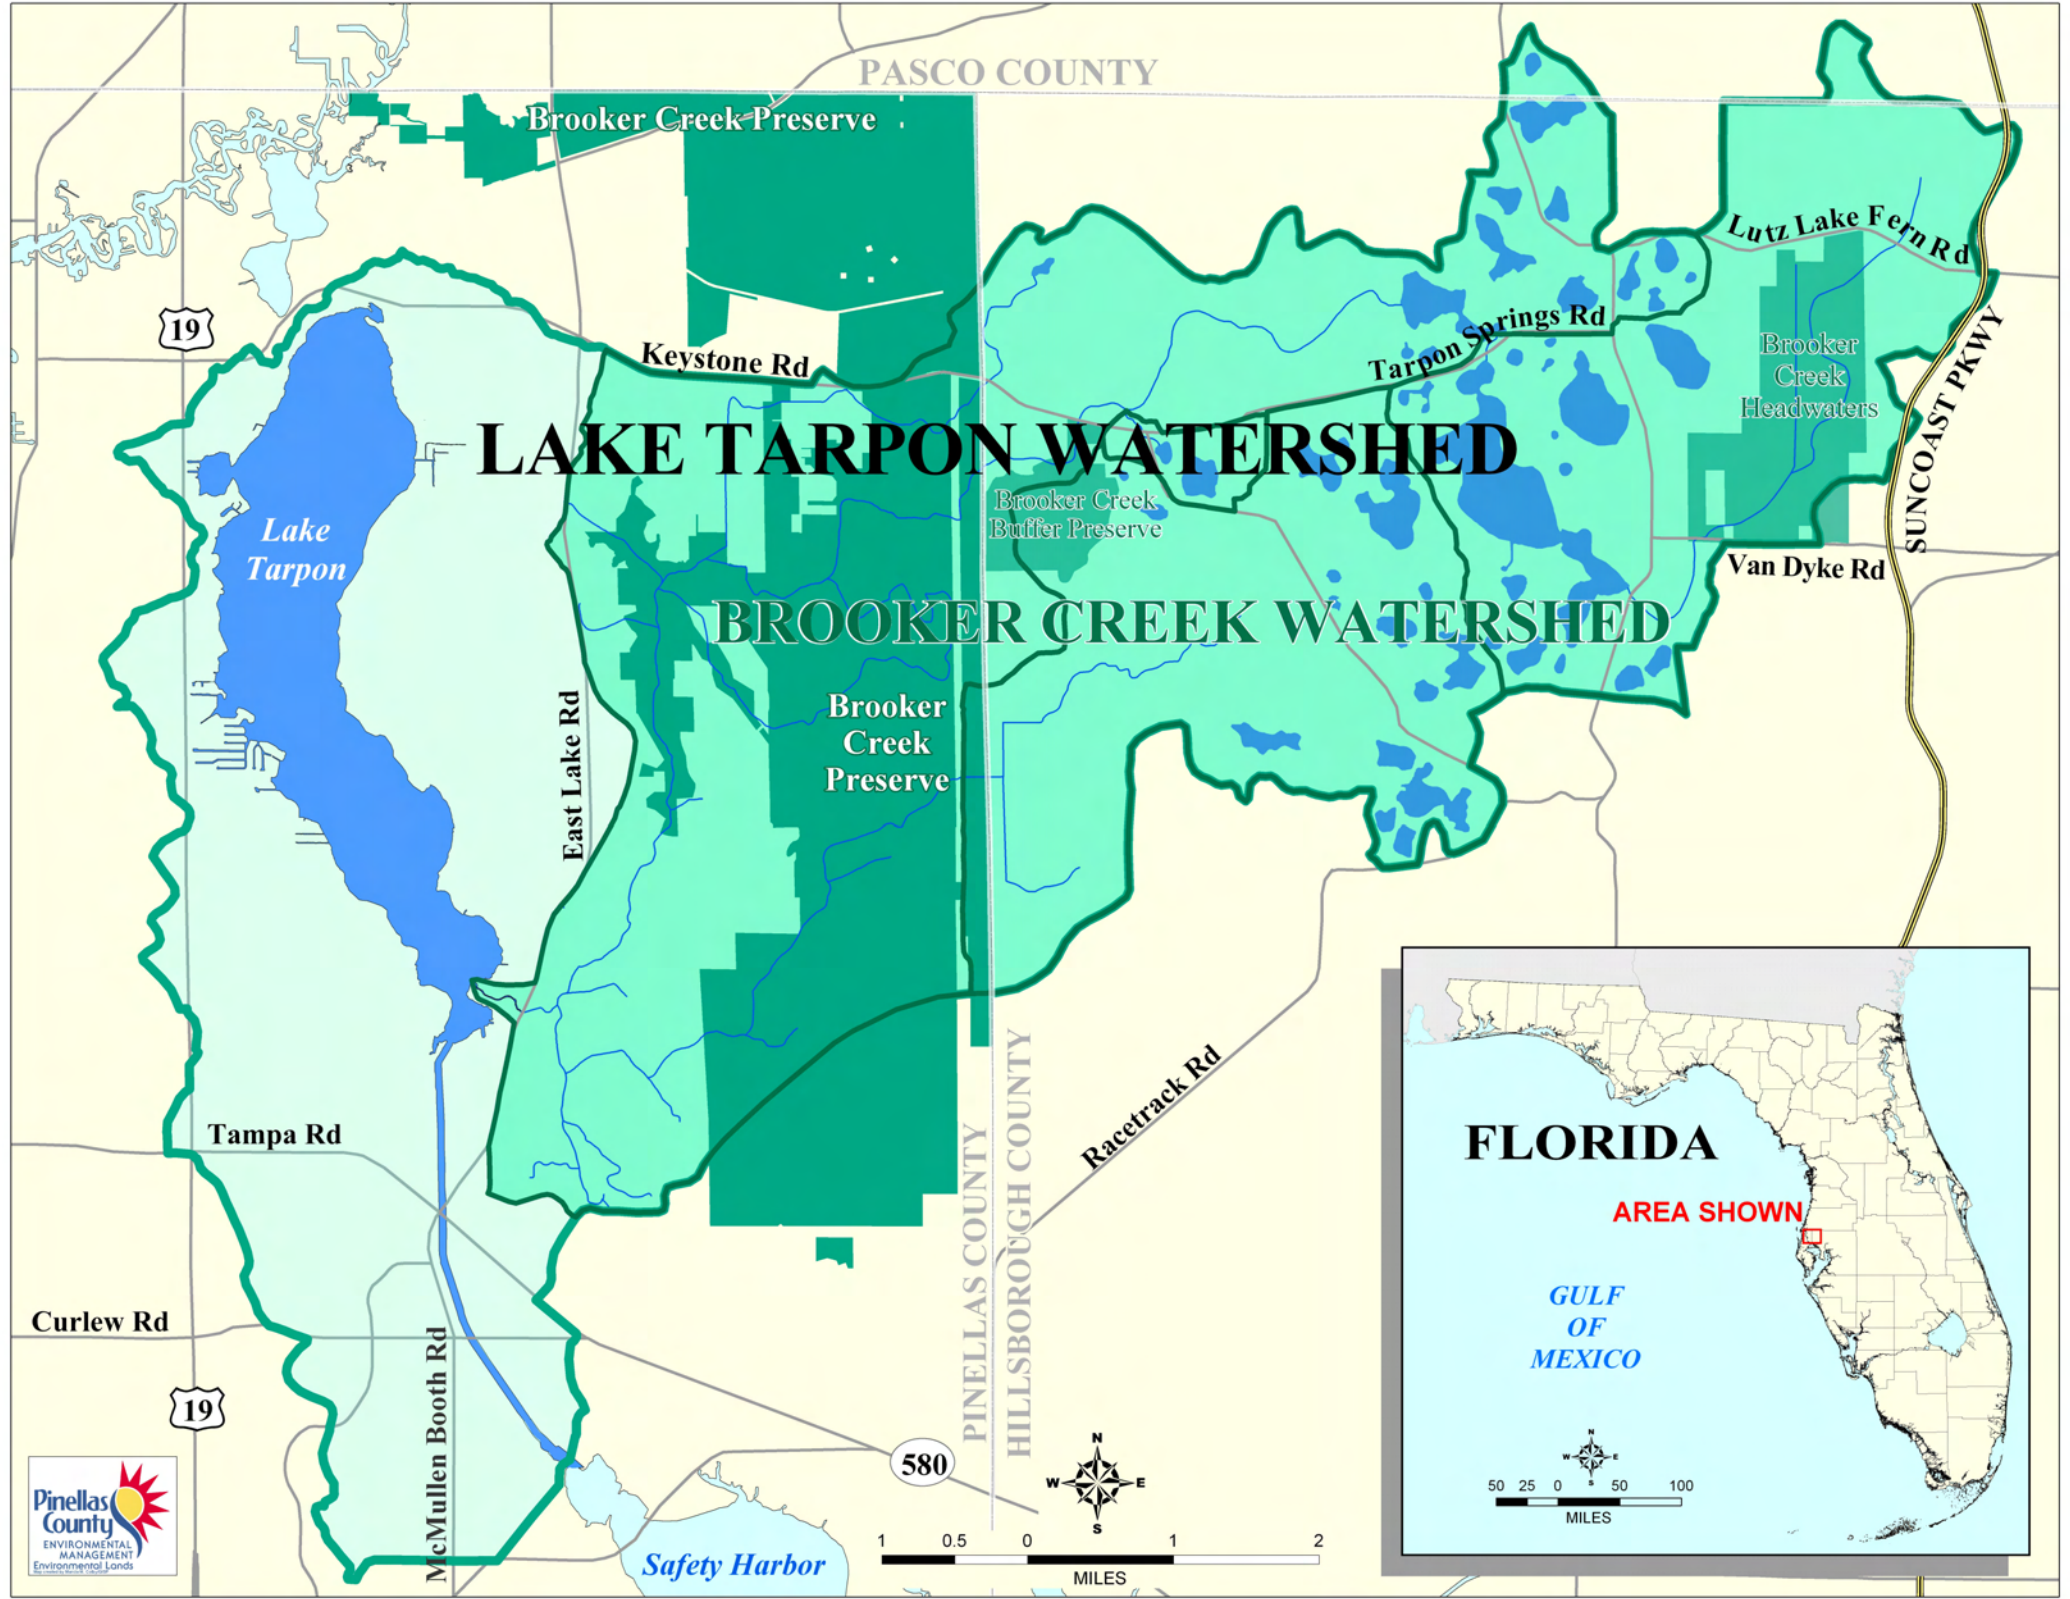 PASCO COUNTY
Brooker Creek Preserve
Lutz Lake Fern Rd
19
Keystone Rd
Tarpon Springs Rd
Brooker
Creek
Headwaters
SUNCOAST PKWY
LAKE TARPON WATERSHED
Brooker Creek
Buffer Preserve
Lake
Tarpon
Van Dyke Rd
BROOKER CREEK WATERSHED
East Lake Rd
Brooker
Creek
Preserve
Tampa Rd
Racetrack Rd
PINELLAS COUNTY
HILLSBOROUGH COUNTY
Curlew Rd
McMullen Booth Rd
19
580
Safety Harbor
N
W E
S
1 0.5 0 1 2
MILES
FLORIDA
AREA SHOWN
GULF
OF
MEXICO
N
W E
S
50 25 0 50 100
MILES
Pinellas
County
ENVIRONMENTAL
MANAGEMENT
Environmental Lands